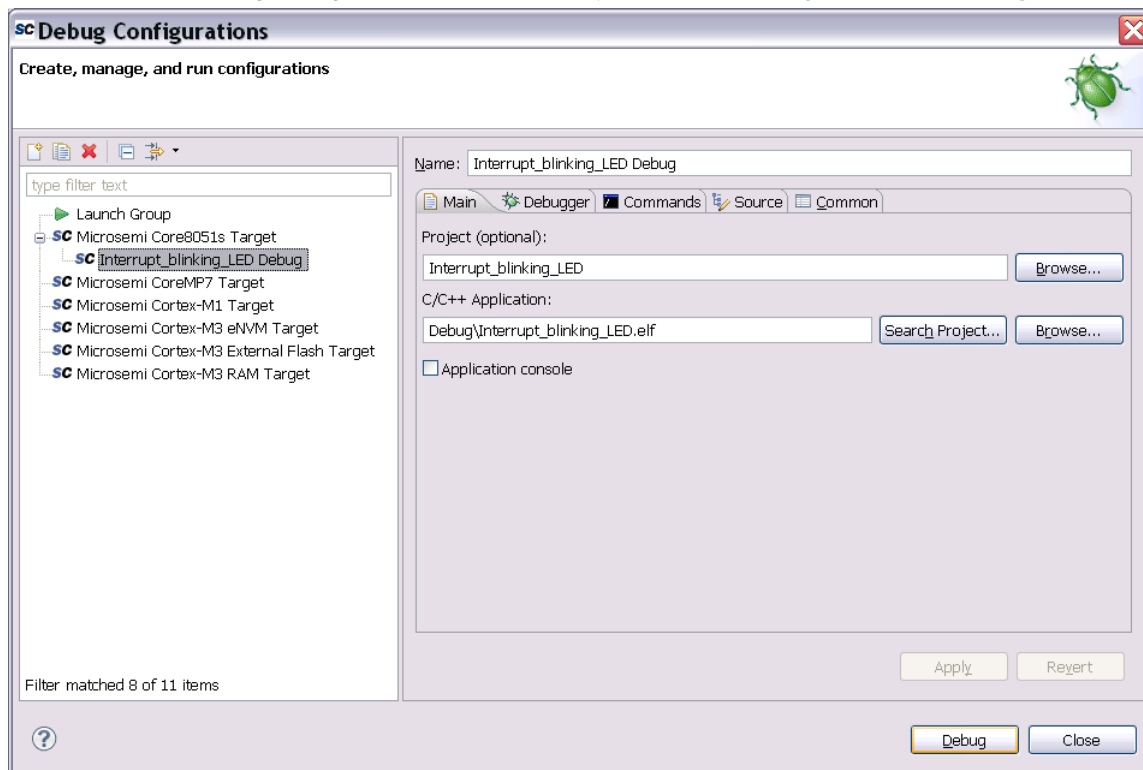 SC Debug Configurations
Create, manage, and run configurations
type filter text
Launch Group
SC Microsemi Core8051s Target
SC Interrupt_blinking_LED Debug
SC Microsemi CoreMP7 Target
SC Microsemi Cortex-M1 Target
SC Microsemi Cortex-M3 eNVM Target
SC Microsemi Cortex-M3 External Flash Target
SC Microsemi Cortex-M3 RAM Target
Filter matched 8 of 11 items
Name: Interrupt_blinking_LED Debug
Main Debugger Commands Source Common
Project (optional):
Interrupt_blinking_LED Browse...
C/C++ Application:
Debug\Interrupt_blinking_LED.elf Search Project... Browse...
Application console
Apply Revert
? Debug Close